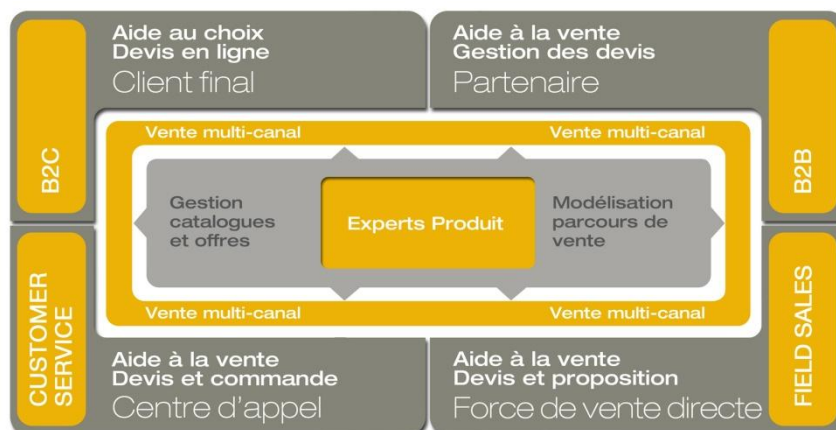 Aide au choix
Devis en ligne
Client final
B2C
Aide à la vente
Gestion des devis
Partenaire
B2B
Vente multi-canal
Vente multi-canal
Gestion
catalogues
et offres
Experts Produit
Modélisation
parcours de
vente
Vente multi-canal
Vente multi-canal
CUSTOMER
SERVICE
Aide à la vente
Devis et commande
Centre d'appel
Aide à la vente
Devis et proposition
Force de vente directe
FIELD SALES